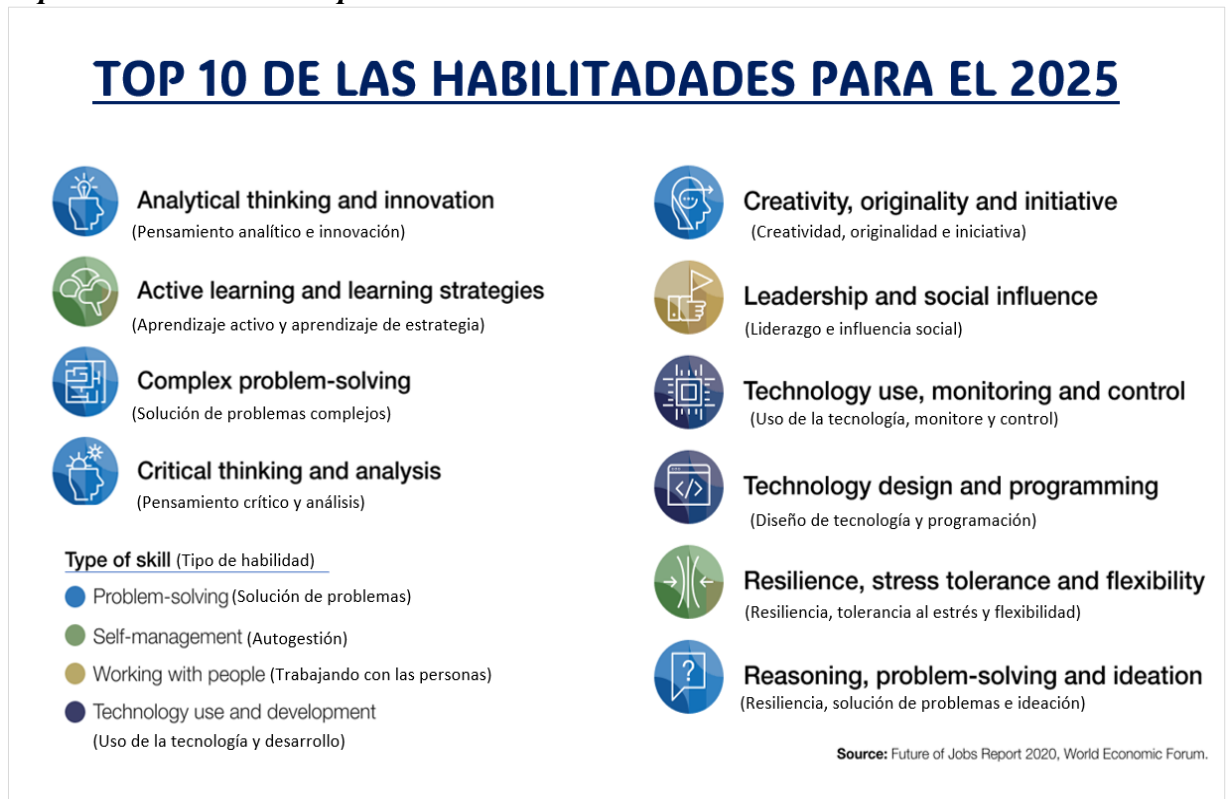 TOP 10 DE LAS HABILITADADES PARA EL 2025
Analytical thinking and innovation
(Pensamiento analítico e innovación)
Active learning and learning strategies
(Aprendizaje activo y aprendizaje de estrategia)
Complex problem-solving
(Solución de problemas complejos)
Critical thinking and analysis
(Pensamiento crítico y análisis)
Type of skill (Tipo de habilidad)
Problem-solving (Solución de problemas)
Self-management (Autogestión)
Working with people (Trabajando con las personas)
Technology use and development
(Uso de la tecnología y desarrollo)
Creativity, originality and initiative
(Creatividad, originalidad e iniciativa)
Leadership and social influence
(Liderazgo e influencia social)
Technology use, monitoring and control
(Uso de la tecnología, monitore y control)
Technology design and programming
(Diseño de tecnología y programación)
Resilience, stress tolerance and flexibility
(Resiliencia, tolerancia al estrés y flexibilidad)
Reasoning, problem-solving and ideation
(Resiliencia, solución de problemas e ideación)
Source: Future of Jobs Report 2020, World Economic Forum.